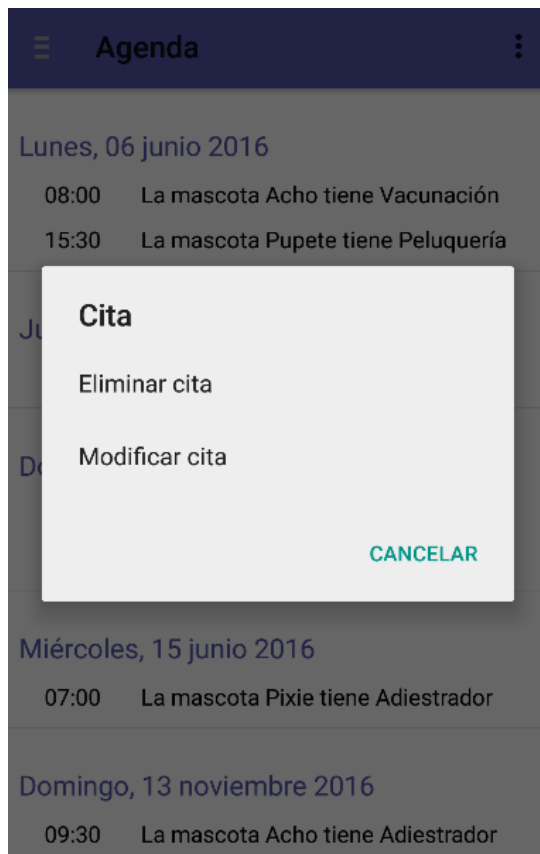 Agenda
Lunes, 06 junio 2016
08:00 La mascota Acho tiene Vacunación
15:30 La mascota Pupete tiene Peluquería
Cita
Eliminar cita
Modificar cita
CANCELAR
Miércoles, 15 junio 2016
07:00 La mascota Pixie tiene Adiestrador
Domingo, 13 noviembre 2016
09:30 La mascota Acho tiene Adiestrador